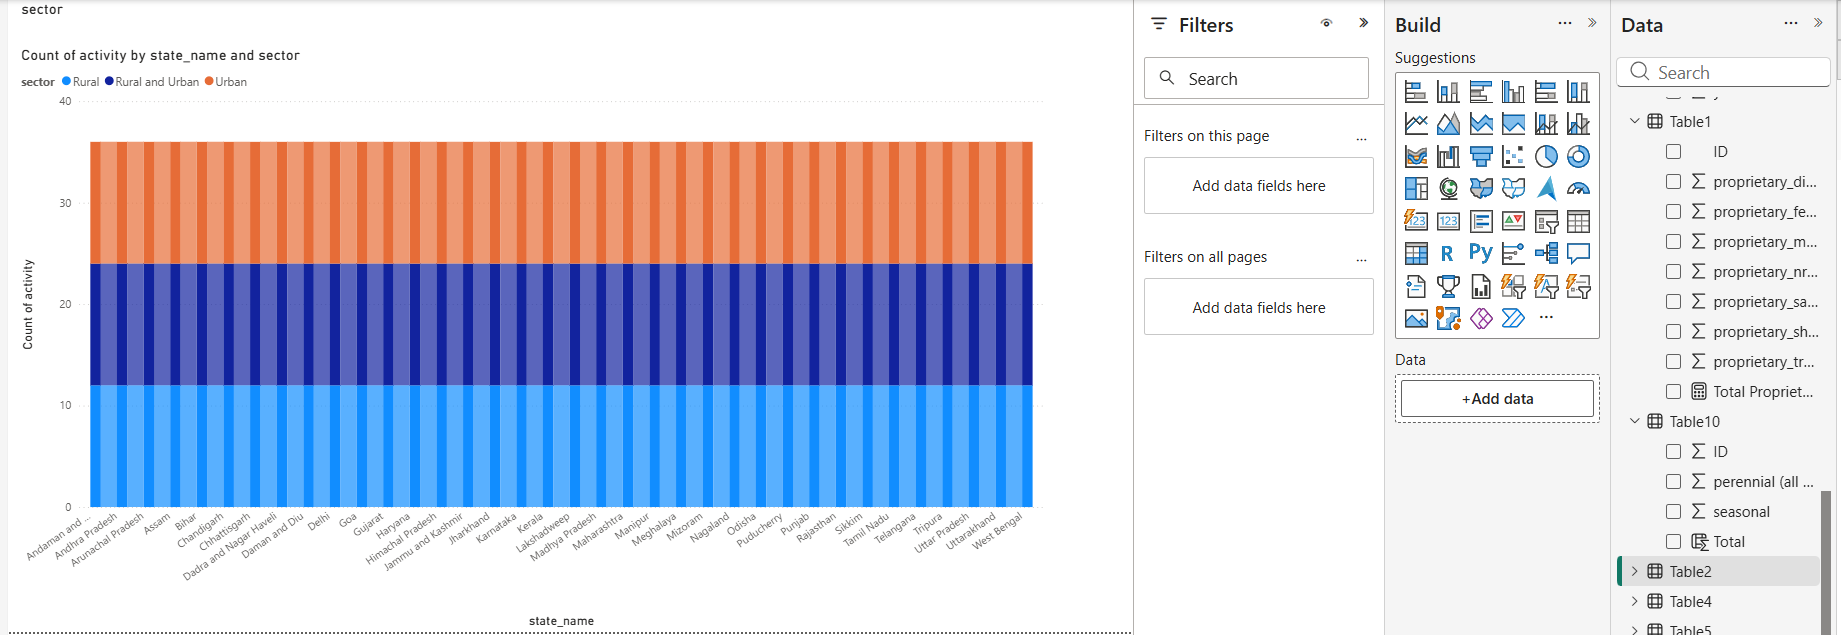 sector
Count of activity by state_name and sector
sector Rural Rural and Urban Urban
40
30
20
10
0
Count of activity
Andaman and ...
Andhra Pradesh
Arunachal Pradesh
Assam
Bihar
Chandigarh
Chhattisgarh
Dadra and Nagar Haveli
Daman and Diu
Delhi
Goa
Gujarat
Haryana
Himachal Pradesh
Jammu and Kashmir
Jharkhand
Karnataka
Kerala
Lakshadweep
Madhya Pradesh
Maharashtra
Manipur
Meghalaya
Mizoram
Nagaland
Odisha
Puducherry
Punjab
Rajasthan
Sikkim
Tamil Nadu
Telangana
Tripura
Uttar Pradesh
Uttarakhand
West Bengal
state_name
Filters
Search
Filters on this page ...
Add data fields here
Filters on all pages ...
Add data fields here
Build ...
Suggestions
123
123
R
Py
...
Data
+Add data
Data ...
Search
Table1
ID
proprietary_di...
proprietary_fe...
proprietary_m...
proprietary_nr...
proprietary_sa...
proprietary_sh...
proprietary_tr...
Total Propriet...
Table10
ID
perennial (all ...
seasonal
Total
Table2
Table4
Table5